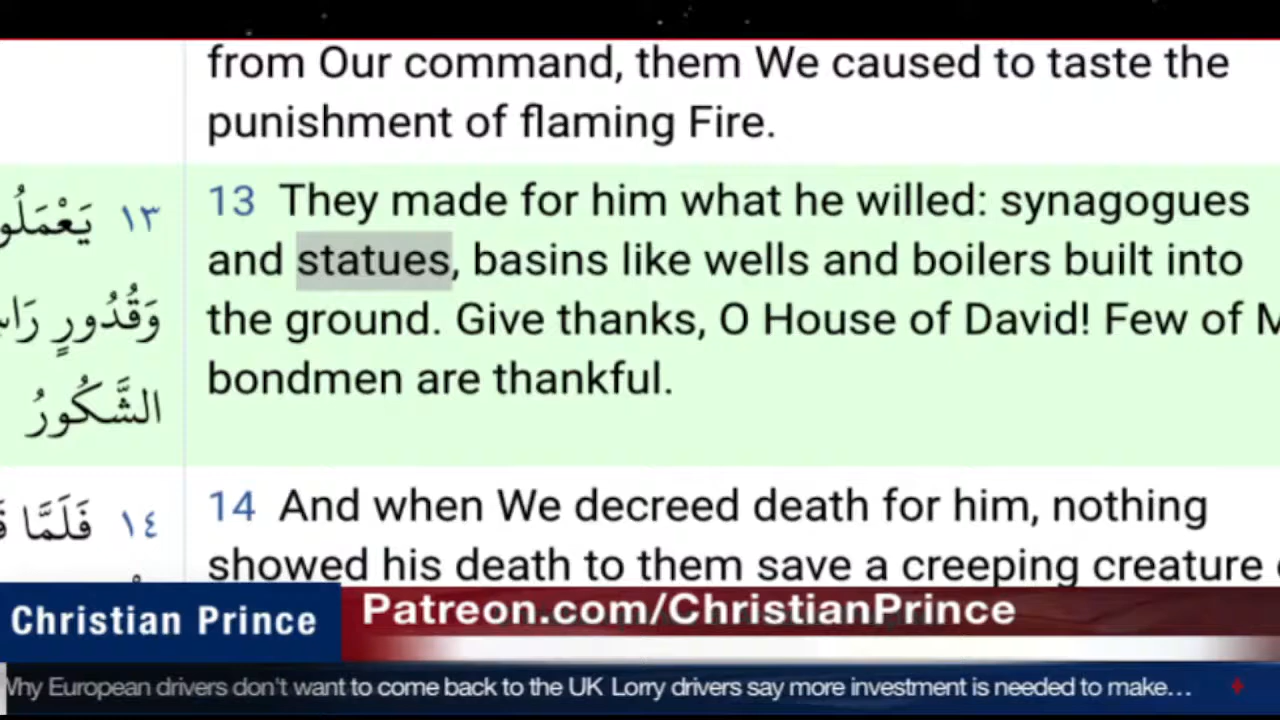 from Our command, them We caused to taste the
punishment of flaming Fire.
١٣
13 They made for him what he willed: synagogues
and statues, basins like wells and boilers built into
وَقُدُورٍ
the ground. Give thanks, O House of David! Few of
bondmen are thankful.
الشَّكُورُ
١٤ فَلَمَّا
14 And when We decreed death for him, nothing
showed his death to them save a creeping creature
Christian Prince
Patreon.com/ChristianPrince
Why European drivers don't want to come back to the UK Lorry drivers say more investment is needed to make…